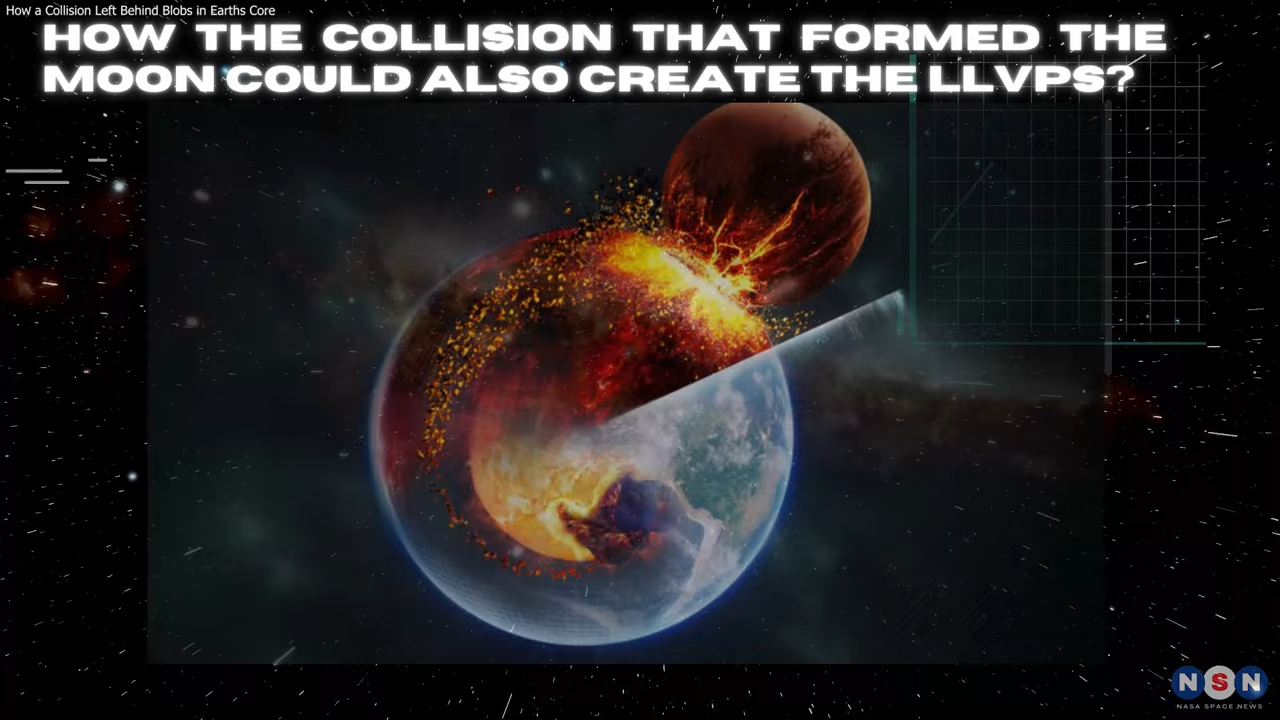 How a Collision Left Behind Blobs in Earths Core
HOW THE COLLISION THAT FORMED THE
MOON COULD ALSO CREATE THE LLVPS?
NSN
NASA SPACE NEWS